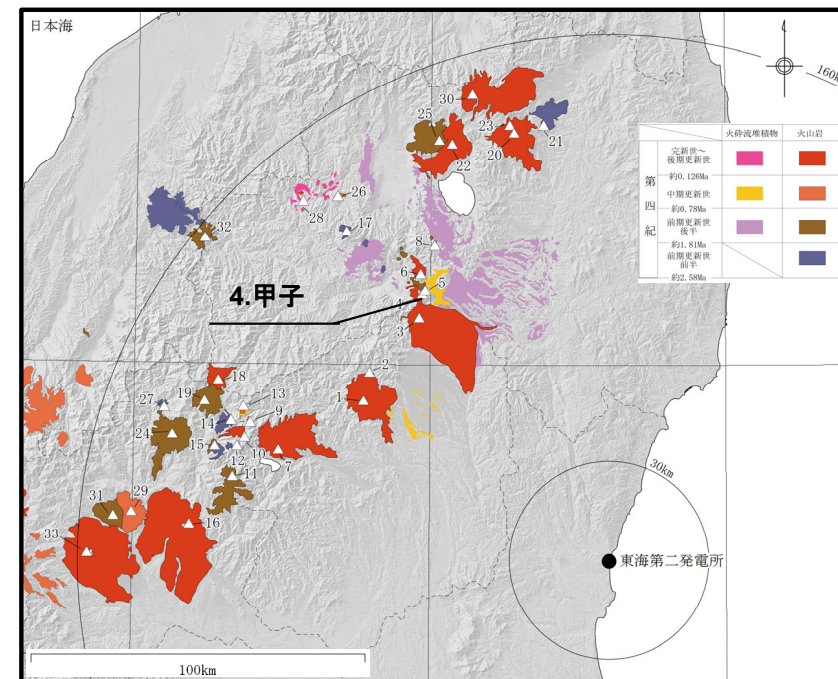 日本海
160km
30
25
23
21
20
22
火砕流堆積物
火山岩
第四紀
完新世～
後期更新世
約0.126Ma
中期更新世
約0.78Ma
前期更新世
後半
約1.81Ma
前期更新世
前半
約2.58Ma
26
28
17
32
8
6
5
4
4.甲子
3
2
18
1
19
13
27
14
9
24
15
10
12
7
11
31
29
16
33
30km
東海第二発電所
100km